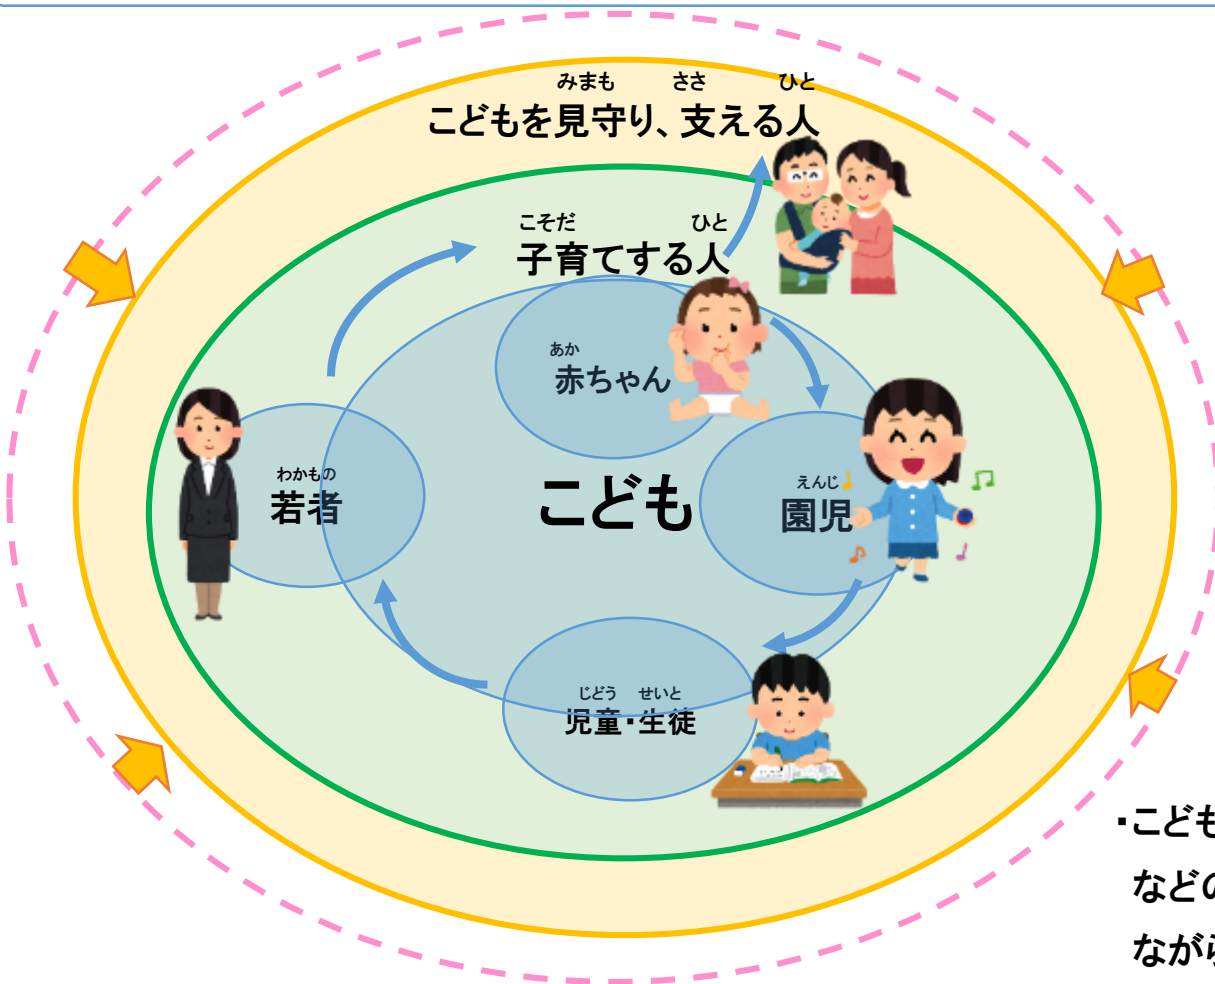 みまも ささ ひと
こどもを見守り、支える人
こそだ ひと
子育てする人
あか
赤ちゃん
わかもの
若者
こども
えんじ
園児
じどう せいと
児童・生徒
・こども
などの
ながら